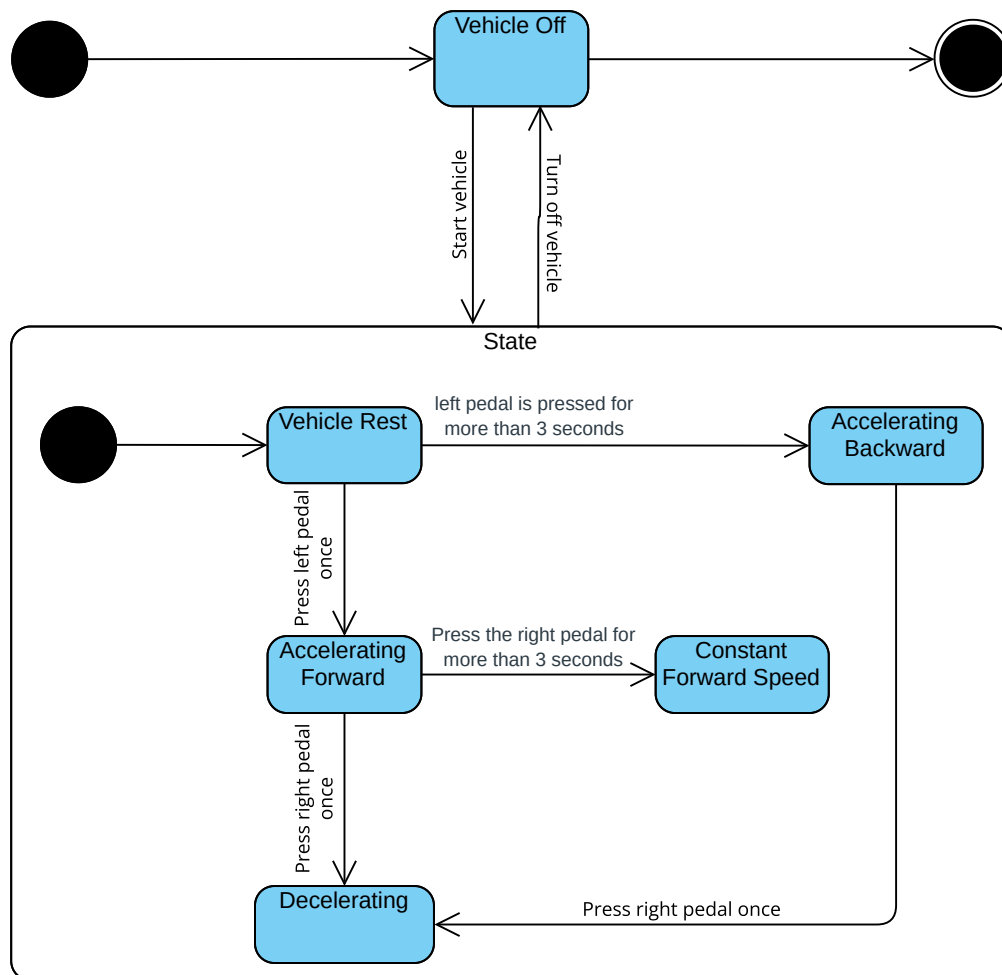 Vehicle Off
Start vehicle
Turn off vehicle
State
Vehicle Rest
left pedal is pressed for
more than 3 seconds
Accelerating
Backward
Press left pedal
once
Accelerating
Forward
Press the right pedal for
more than 3 seconds
Constant
Forward Speed
Press right pedal
once
Decelerating
Press right pedal once